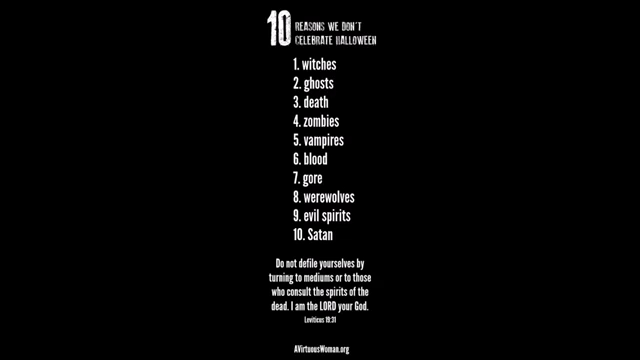 10 REASONS WE DON'T
CELEBRATE HALLOWEEN
1. witches
2. ghosts
3. death
4. zombies
5. vampires
6. blood
7. gore
8. werewolves
9. evil spirits
10. Satan
Do not defile yourselves by
turning to mediums or to those
who consult the spirits of the
dead. I am the LORD your God.
Leviticus 19:31
AVirtuousWoman.org